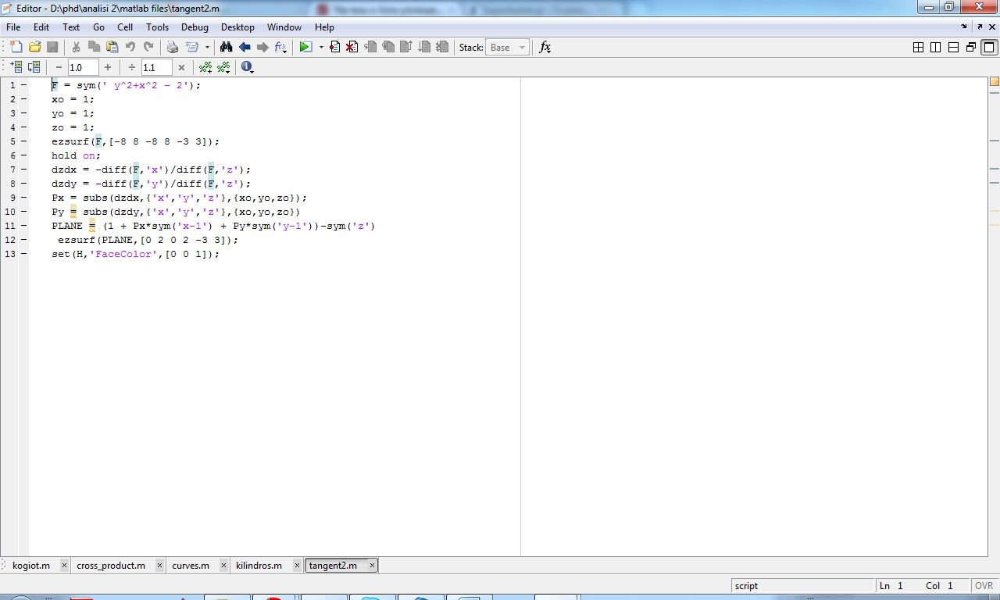 Editor - D:\phd\analisi 2\matlab files\tangent2.m
File Edit Text Go Cell Tools Debug Desktop Window Help
Stack: Base fx
− 1.0 + ÷ 1.1 ×
1 F = sym(' y^2+x^2 - 2');
2 xo = 1;
3 yo = 1;
4 zo = 1;
5 ezsurf(F,[-8 8 -8 8 -3 3]);
6 hold on;
7 dzdx = -diff(F,'x')/diff(F,'z');
8 dzdy = -diff(F,'y')/diff(F,'z');
9 Px = subs(dzdx,{'x','y','z'},{xo,yo,zo});
10 Py = subs(dzdy,{'x','y','z'},{xo,yo,zo})
11 PLANE = (1 + Px*sym('x-1') + Py*sym('y-1'))-sym('z')
12 ezsurf(PLANE,[0 2 0 2 -3 3]);
13 set(H,'FaceColor',[0 0 1]);
kogiot.m cross_product.m curves.m kilindros.m tangent2.m
script Ln 1 Col 1 OVR